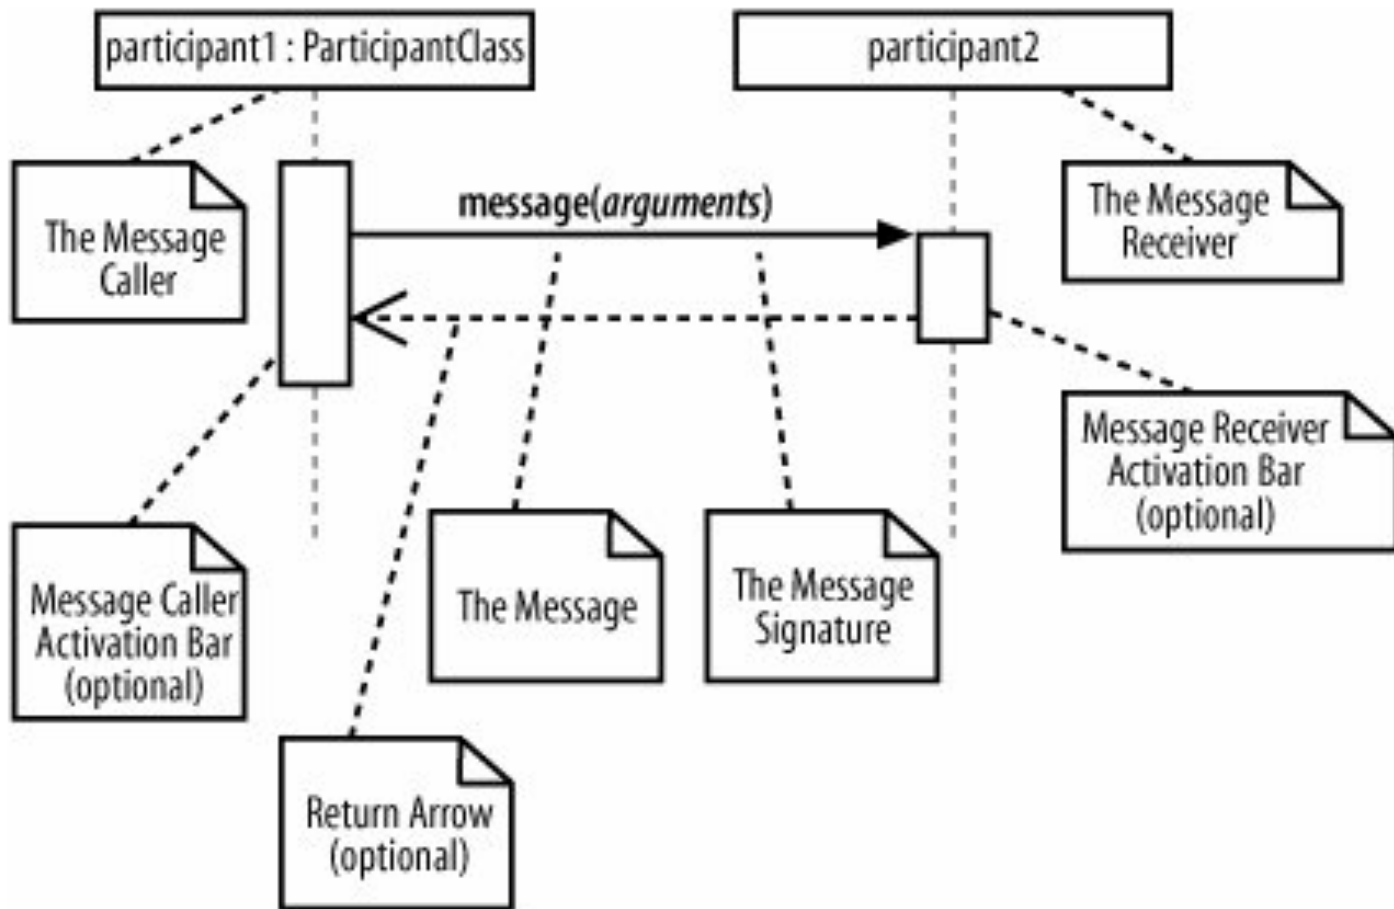 participant1 : ParticipantClass
participant2
The Message
Caller
message(arguments)
The Message
Receiver
Message Receiver
Activation Bar
(optional)
Message Caller
Activation Bar
(optional)
The Message
The Message
Signature
Return Arrow
(optional)